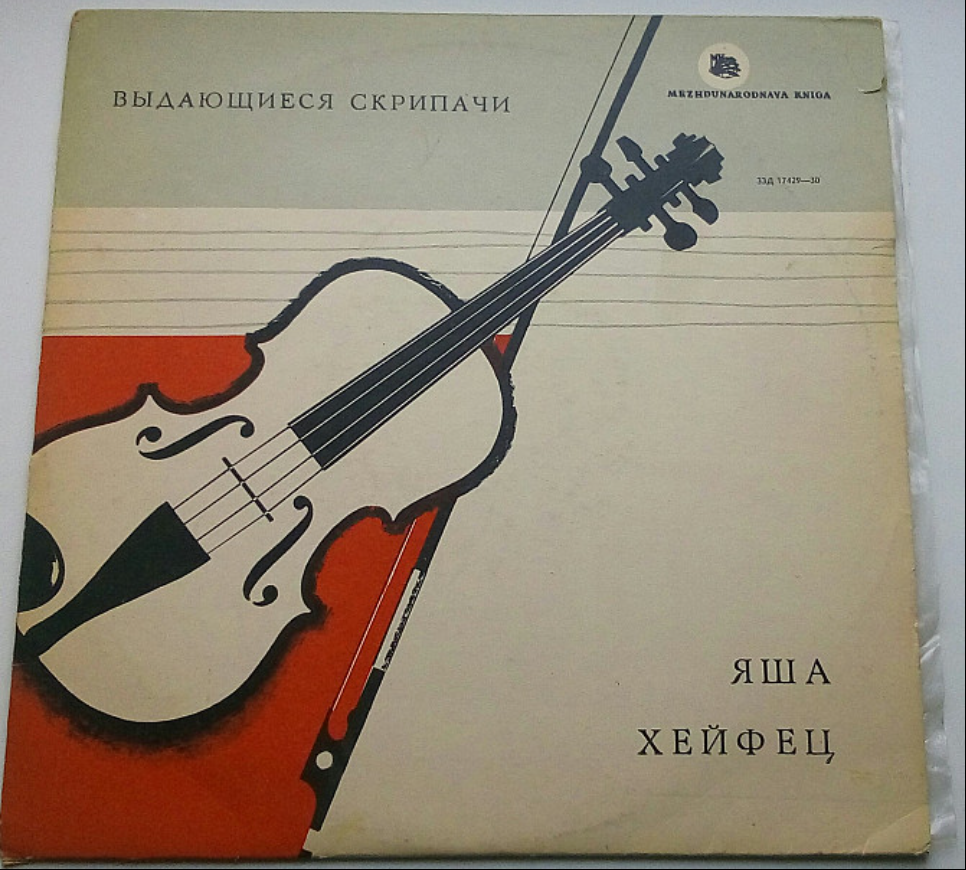 ВЫДАЮЩИЕСЯ СКРИПАЧИ
MEZHDUNARODNAYA KNIGA
33Д 17429—30
ЯША
ХЕЙФЕЦ